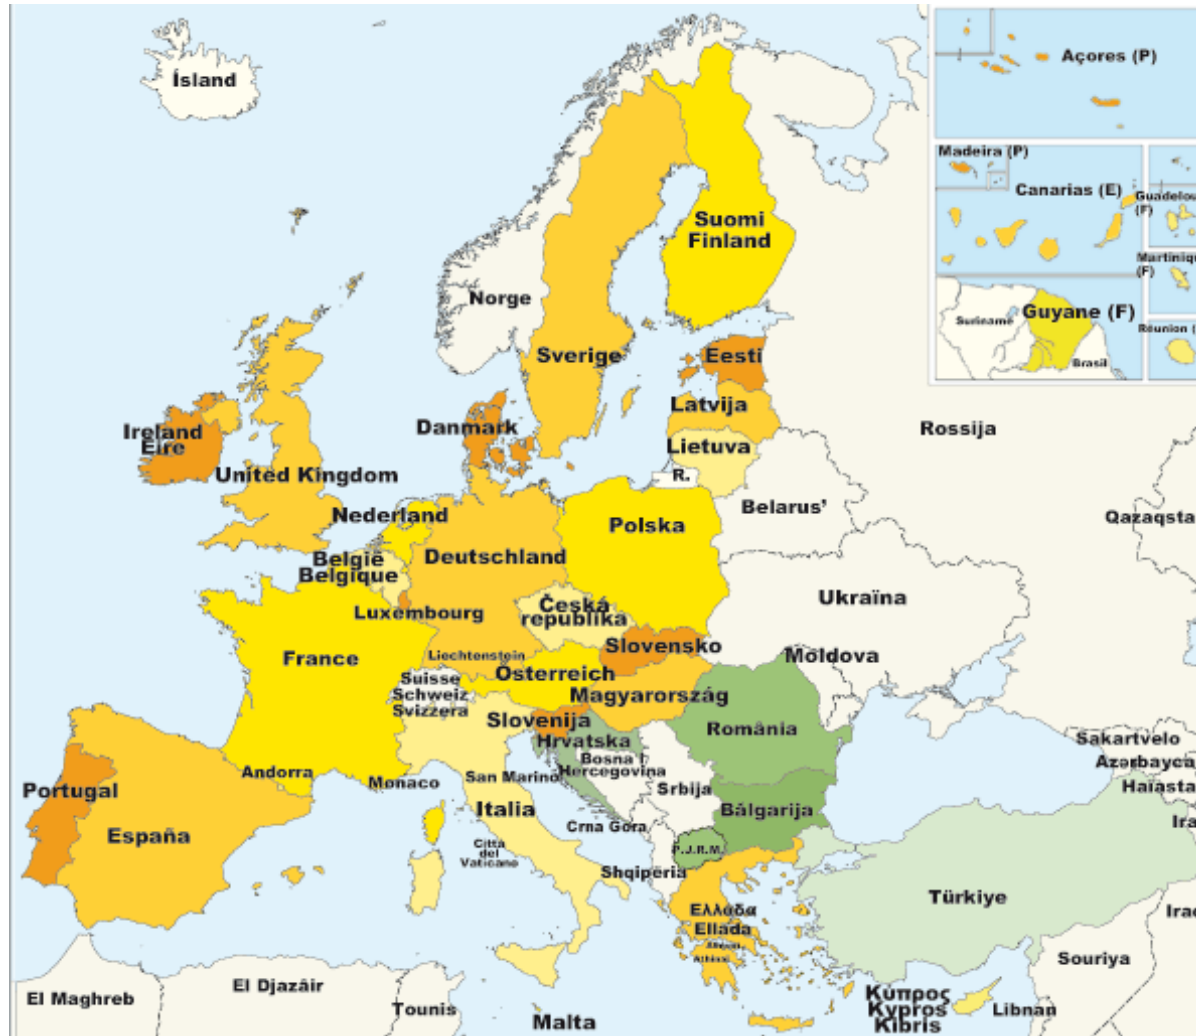 Ísland
Açores (P)
Madeira (P)
Canarias (E)
(F)
(F)
Guyane (F)
Suriname
Brasil
Suomi
Finland
Norge
Sverige
Eesti
Latvija
Lietuva
R.
Danmark
Ireland
Eire
United Kingdom
Rossija
Belarus'
Qazaqsta
Nederland
Polska
België
Belgique
Deutschland
Luxembourg
Česká
republika
Ukraïna
France
Liechtenstein
Slovensko
Moldova
Österreich
Suisse
Schweiz
Svizzera
Magyarország
Slovenija
România
Hrvatska
Bosna I
Hercegovina
Sakartvelo
Azərbayca
Haïasta
Andorra
Monaco
San Marino
Srbija
Portugal
Italia
Bălgarija
España
Crna Gora
Città
del
Vaticano
P.J.R.M.
Shqipëria
Türkiye
Ελλάδα
Ellada
El Maghreb
El Djazâir
Tounis
Malta
Κύπρος
Kypros
Kibris
Libnan
Souriya